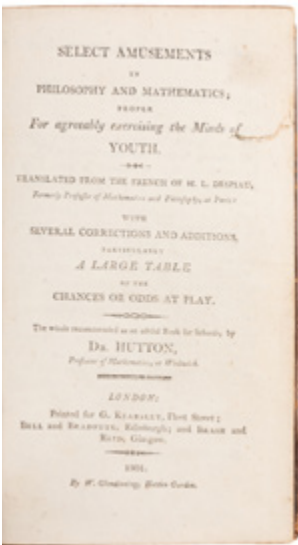 SELECT AMUSEMENTS
IN
PHILOSOPHY AND MATHEMATICS;
PROPER
For agreeably exercising the Minds of
YOUTH.
TRANSLATED FROM THE FRENCH OF M. L. DESPIAU,
Formerly Professor of Mathematics and Philosophy, at Paris.
WITH
SEVERAL CORRECTIONS AND ADDITIONS,
PARTICULARLY
A LARGE TABLE
OF THE
CHANCES OR ODDS AT PLAY.
The whole recommended as an useful Book for Schools, by
DR. HUTTON,
Professor of Mathematics, at Woolwich.
LONDON:
Printed for G. KEARSLEY, Fleet Street;
BELL and BRADFUTE, Edinburgh; and BRASH and
REID, Glasgow.
1801.
By W. Glendinning, Hatton Garden.